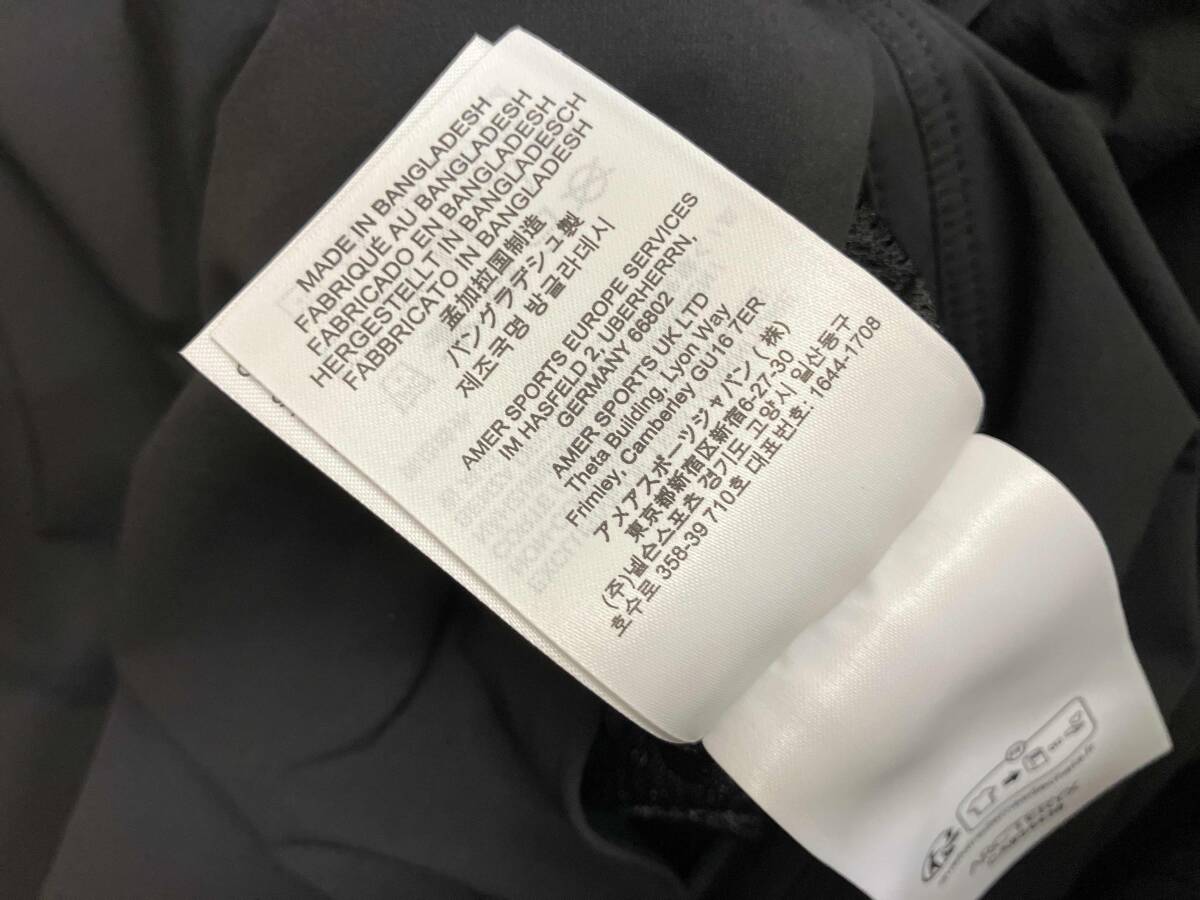 MADE IN BANGLADESH
FABRIQUÉ AU BANGLADESH
FABRICADO EN BANGLADESH
HERGESTELLT IN BANGLADESCH
FABBRICATO IN BANGLADESH
孟加拉国制造
バングラデシュ製
제조국명 방글라데시
AMER SPORTS EUROPE SERVICES
IM HASFELD 2, UBERHERRN,
GERMANY 66802
AMER SPORTS UK LTD
Theta Building, Lyon Way
Frimley, Camberley GU16 7ER
アメアスポーツジャパン (株)
東京都新宿区新宿6-27-30
(주)넬슨스포츠 경기도 고양시 일산동구
호수로 358-39 710호 대표번호: 1644-1708
ARC'TERYX